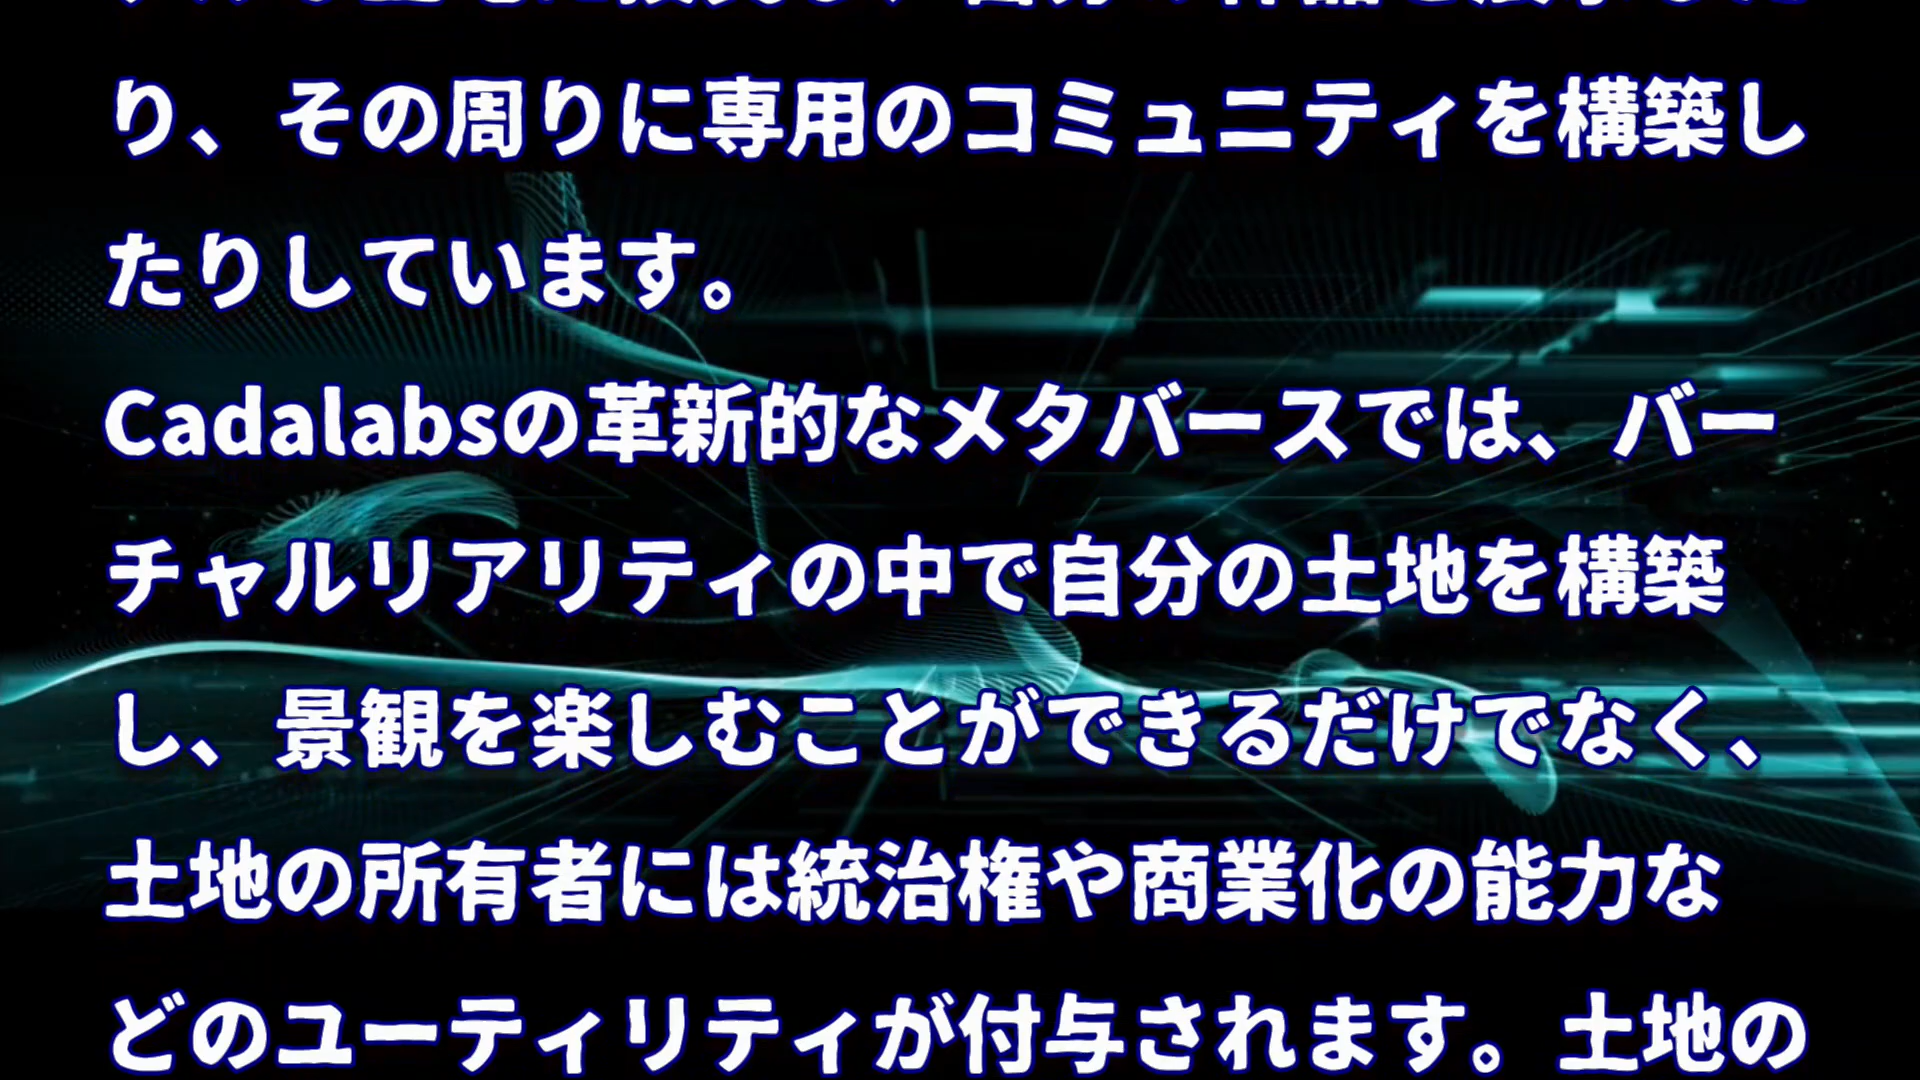 り、その周りに専用のコミュニティを構築し
たりしています。
Cadalabsの革新的なメタバースでは、バー
チャルリアリティの中で自分の土地を構築
し、景観を楽しむことができるだけでなく、
土地の所有者には統治権や商業化の能力な
どのユーティリティが付与されます。土地の